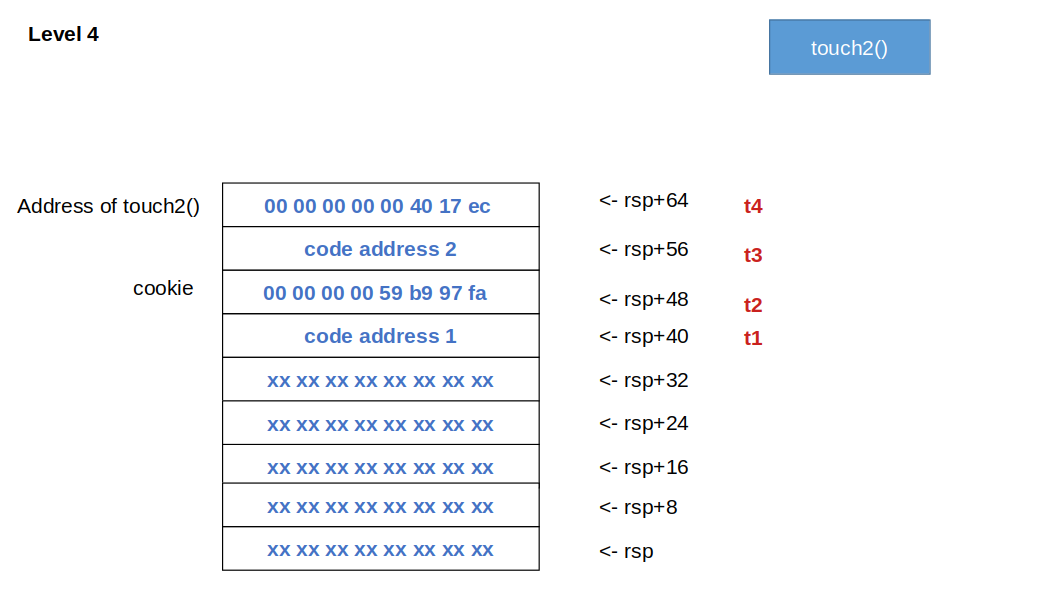 Level 4
touch2()
Address of touch2() 00 00 00 00 00 40 17 ec <- rsp+64 t4
code address 2 <- rsp+56 t3
cookie 00 00 00 00 59 b9 97 fa <- rsp+48 t2
code address 1 <- rsp+40 t1
xx xx xx xx xx xx xx xx <- rsp+32
xx xx xx xx xx xx xx xx <- rsp+24
xx xx xx xx xx xx xx xx <- rsp+16
xx xx xx xx xx xx xx xx <- rsp+8
xx xx xx xx xx xx xx xx <- rsp